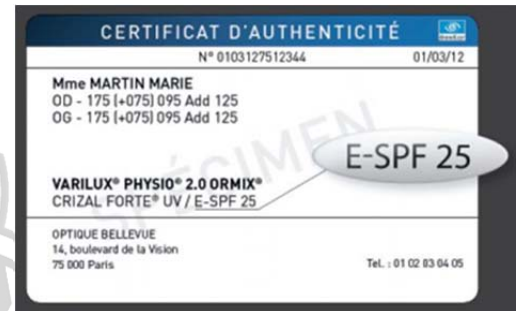 CERTIFICAT D'AUTHENTICITÉ
N° 0103127512344 01/03/12
Mme MARTIN MARIE
OD - 175 (+075) 095 Add 125
OG - 175 (+075) 095 Add 125
SPÉCIMEN
E-SPF 25
VARILUX® PHYSIO® 2.0 ORMIX®
CRIZAL FORTE® UV / E-SPF 25
OPTIQUE BELLEVUE
14, boulevard de la Vision
75 000 Paris Tel. : 01 02 03 04 05